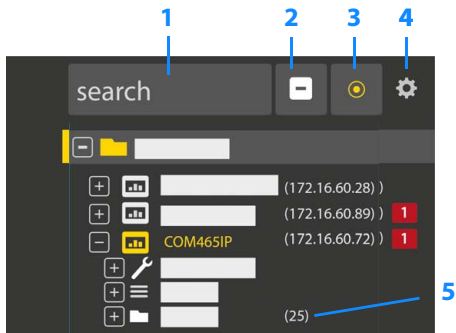 1 2 3 4
search
(172.16.60.28) )
(172.16.60.89) ) 1
COM465IP (172.16.60.72) ) 1
5
(25)